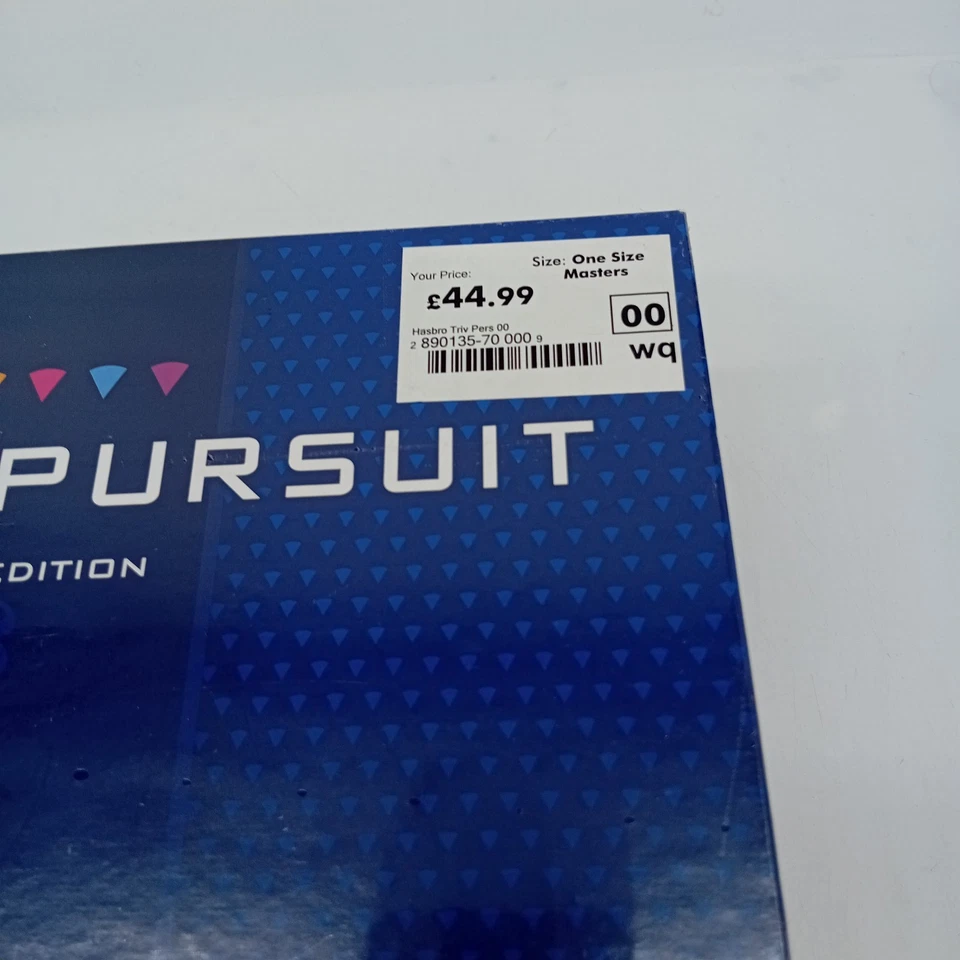 Your Price:
Size: One Size
Masters
£44.99
00
Hasbro Triv Pers 00
2 890135-70 000 9
wq
PURSUIT
EDITION